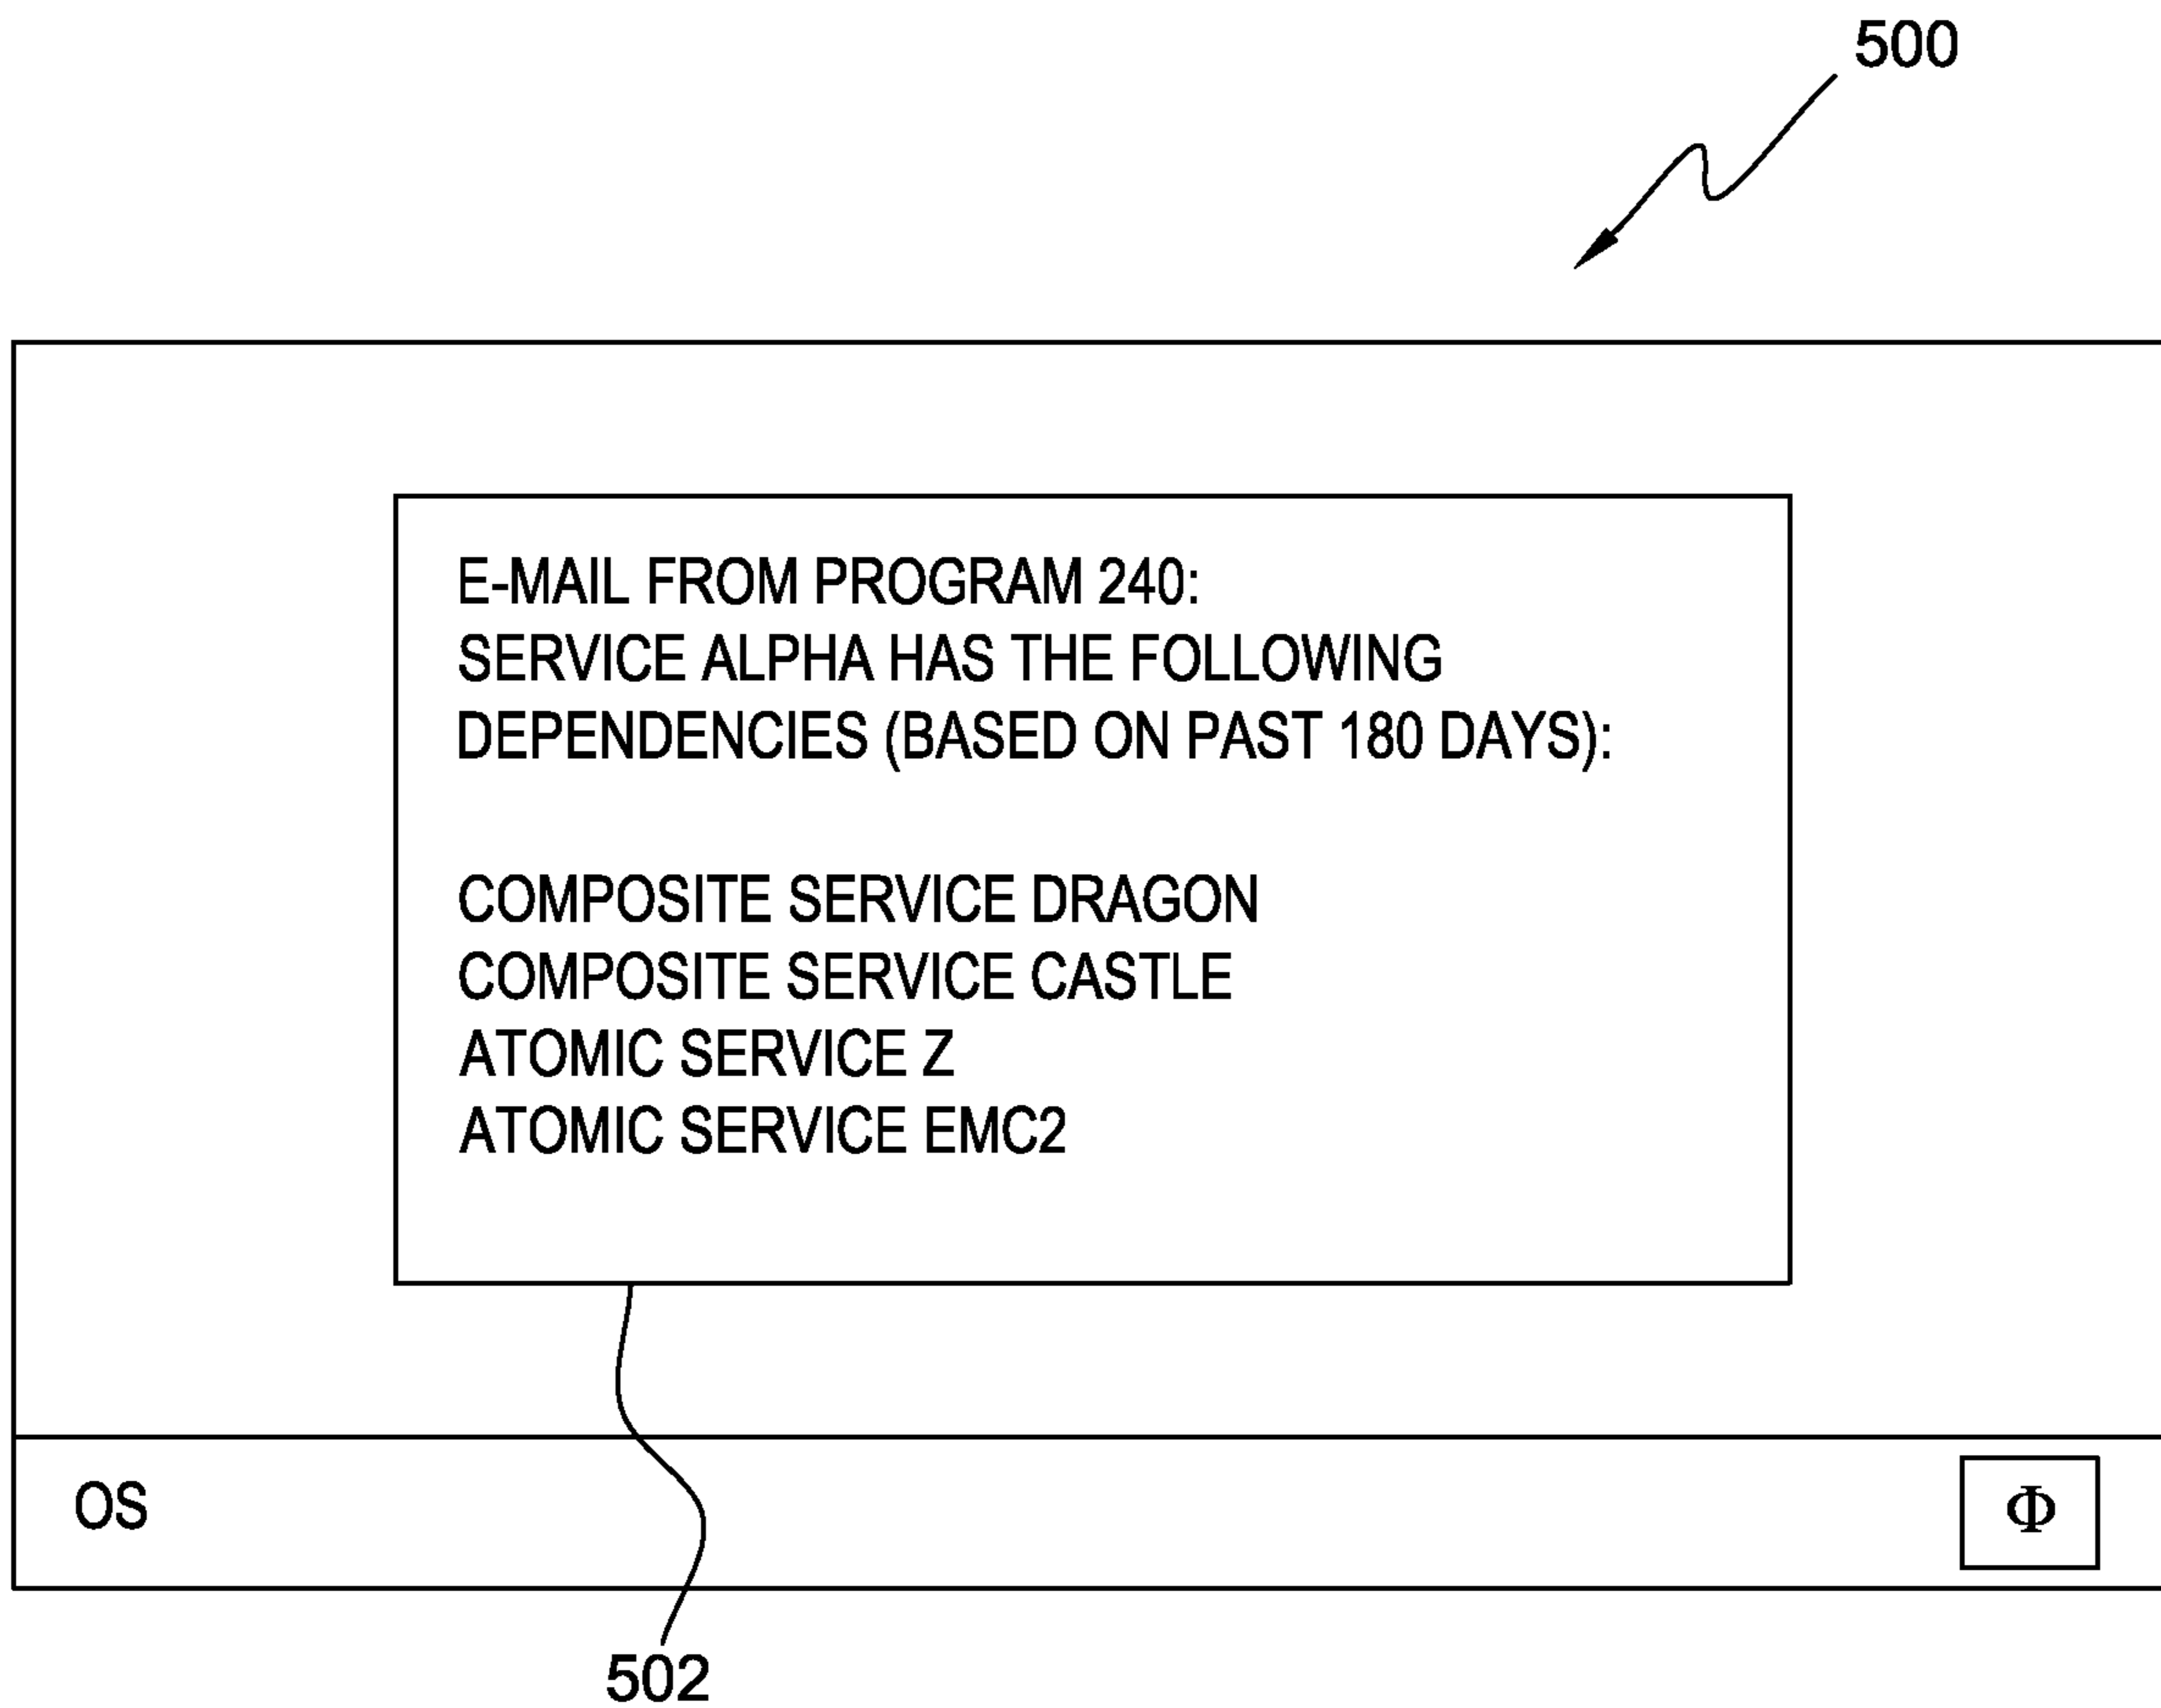 500
E-MAIL FROM PROGRAM 240:
SERVICE ALPHA HAS THE FOLLOWING
DEPENDENCIES (BASED ON PAST 180 DAYS):
COMPOSITE SERVICE DRAGON
COMPOSITE SERVICE CASTLE
ATOMIC SERVICE Z
ATOMIC SERVICE EMC2
OS
Φ
502